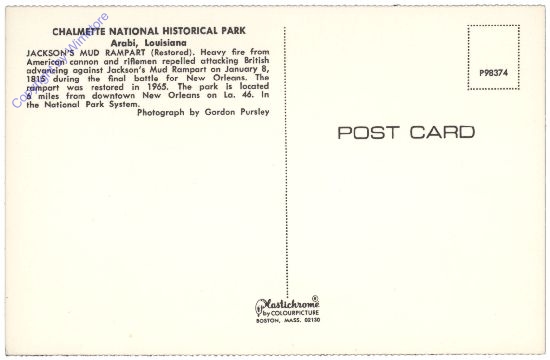 CHALMETTE NATIONAL HISTORICAL PARK
Arabi, Louisiana
JACKSON'S MUD RAMPART (Restored). Heavy fire from
American cannon and riflemen repelled attacking British
advancing against Jackson's Mud Rampart on January 8,
1815 during the final battle for New Orleans. The
rampart was restored in 1965. The park is located
6 miles from downtown New Orleans on La. 46. In
the National Park System.
Photograph by Gordon Pursley
P98374
POST CARD
Plastichrome®
by COLOURPICTURE
BOSTON, MASS. 02130